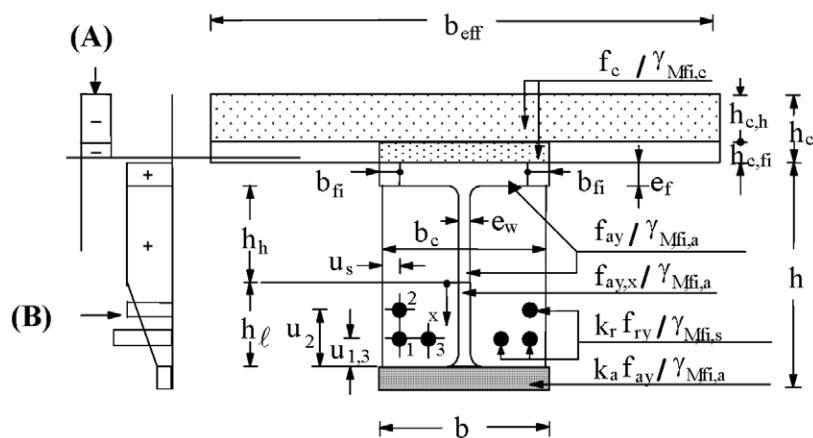 (A)
b_eff
f_c / γ_Mfi,c
h_c,h
h_c
h_c,fi
−
−
+
b_fi
b_fi
e_f
h_h
+
b_c
e_w
f_ay / γ_Mfi,a
u_s
f_ay,x / γ_Mfi,a
h
(B)
h_ℓ
u_2
2
x
u_1,3
1
3
k_r f_ry / γ_Mfi,s
k_a f_ay / γ_Mfi,a
b